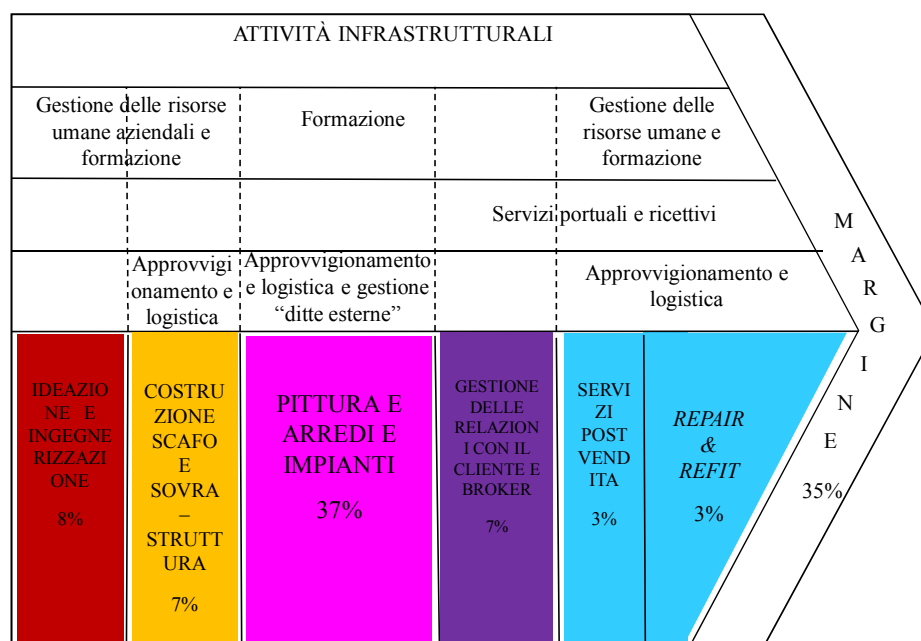 ATTIVITÀ INFRASTRUTTURALI
Gestione delle risorse
umane aziendali e
formazione
Formazione
Gestione delle
risorse umane e
formazione
Servizi portuali e ricettivi
Approvvigi
onamento e
logistica
Approvvigionamento
e logistica e gestione
“ditte esterne”
Approvvigionamento e
logistica
IDEAZIO
NE E
INGEGNE
RIZZAZI
ONE
8%
COSTRU
ZIONE
SCAFO
E
SOVRA
–
STRUTT
URA
7%
PITTURA E
ARREDI E
IMPIANTI
37%
GESTIONE
DELLE
RELAZION
I CON IL
CLIENTE E
BROKER
7%
SERVI
ZI
POST
VEND
ITA
3%
REPAIR
&
REFIT
3%
M
A
R
G
I
N
E
35%